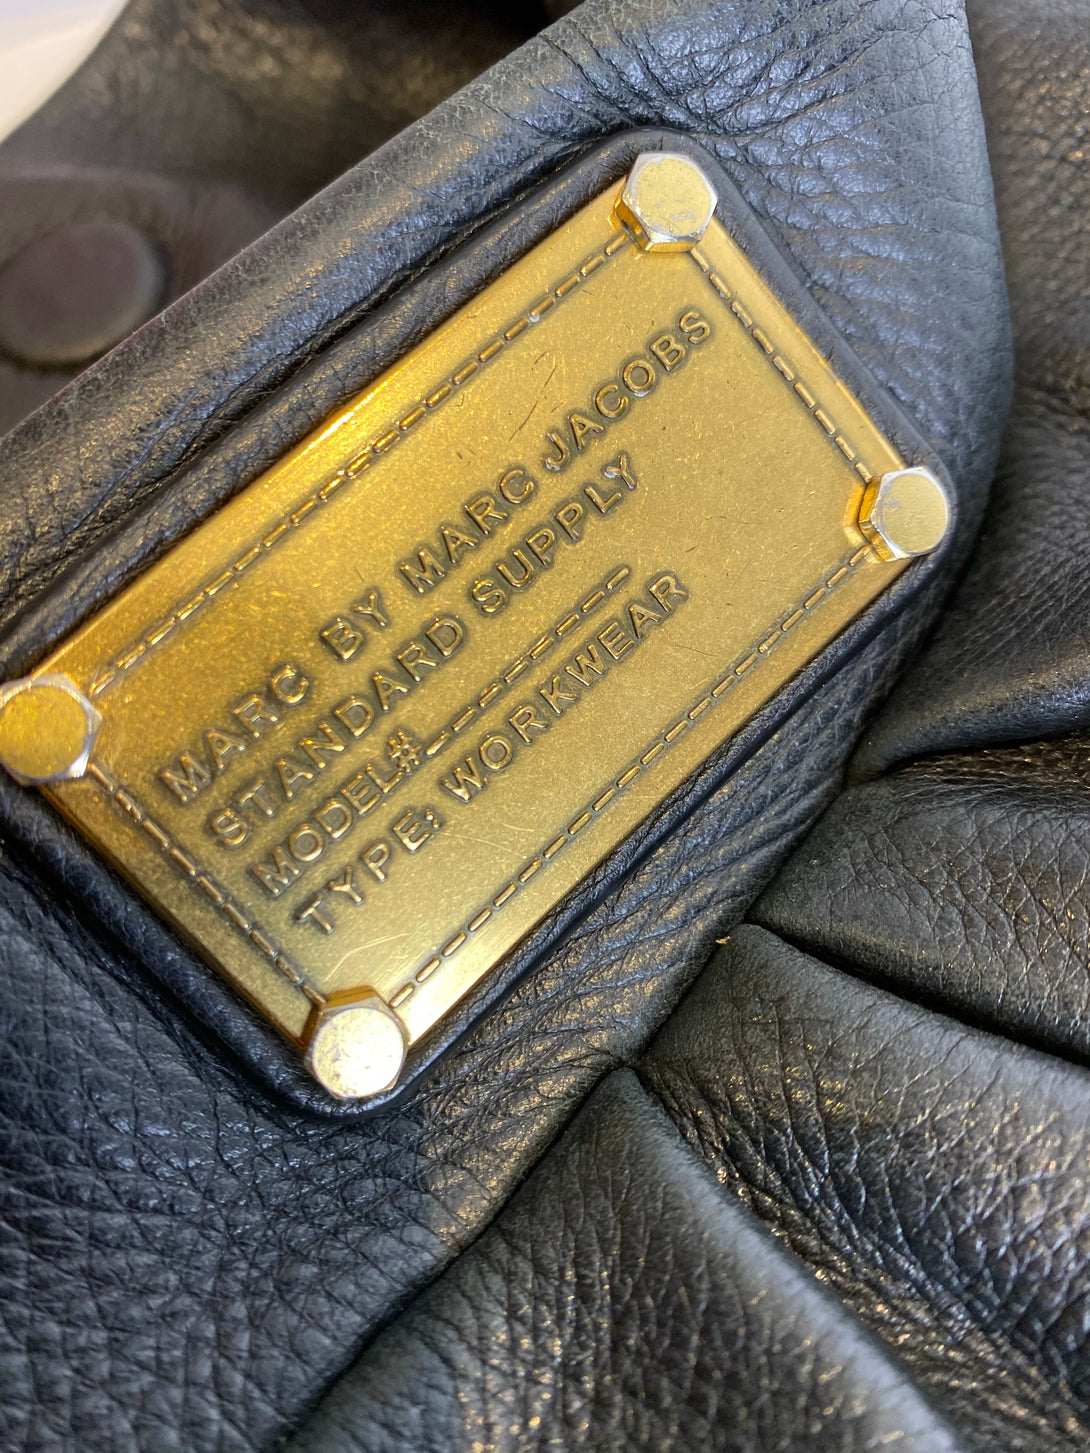 MARC BY MARC JACOBS
STANDARD SUPPLY
MODEL#_ _ _ _ _ _ _ _
TYPE: WORKWEAR